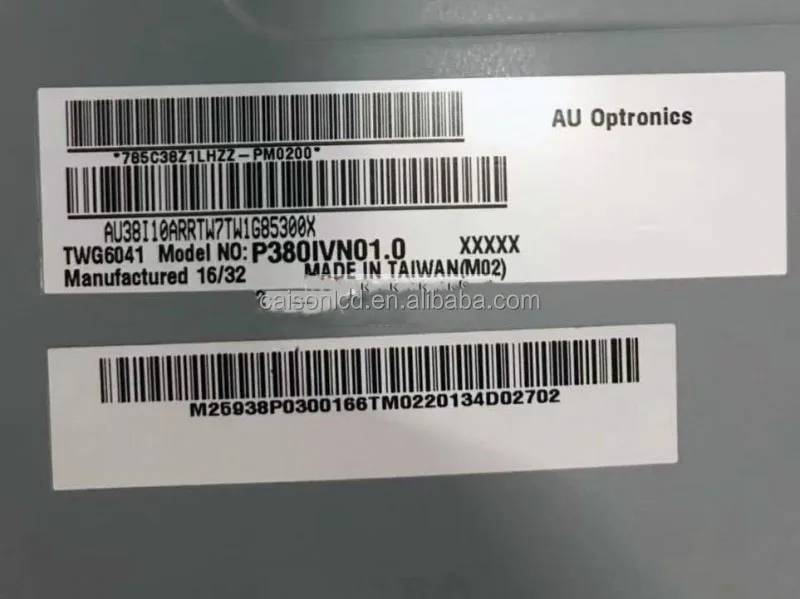 AU Optronics
*785C38Z1LHZZ-PM0200*
AU38I10ARRTW7TW1G85300X
TWG6041 Model NO: P380IVN01.0 XXXXX
Manufactured 16/32 MADE IN TAIWAN(M02)
caisonlcd.en.alibaba.com
M25938P0300166TM0220134D02702